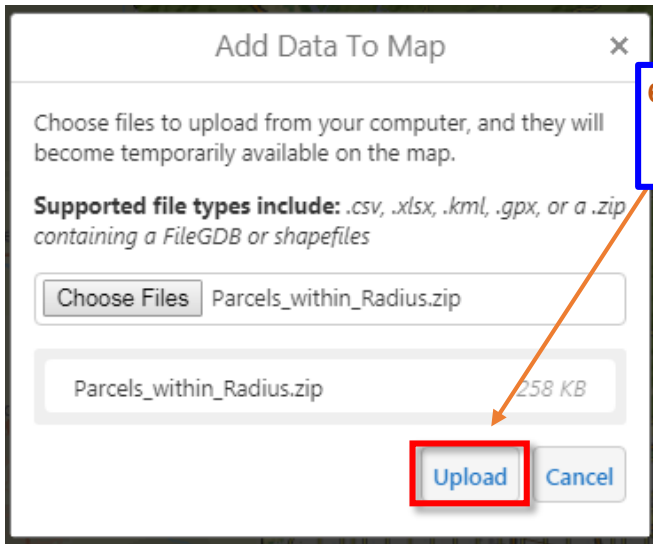 Add Data To Map ×
Choose files to upload from your computer, and they will
become temporarily available on the map.
Supported file types include: .csv, .xlsx, .kml, .gpx, or a .zip
containing a FileGDB or shapefiles
Choose Files Parcels_within_Radius.zip
Parcels_within_Radius.zip 258 KB
Upload Cancel